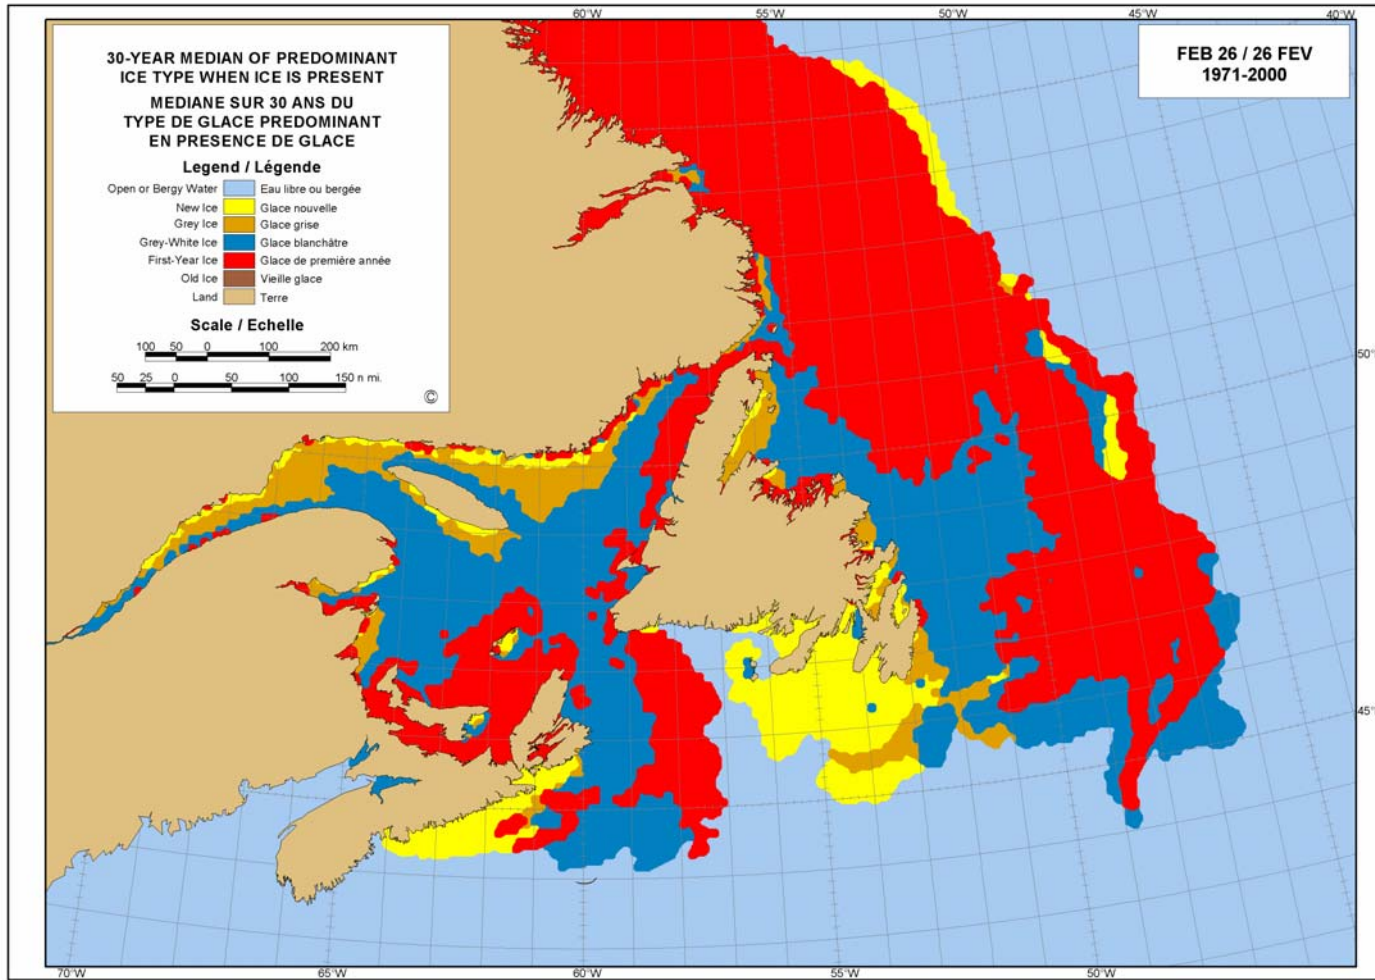 60°W
55°W
50°W
45°W
40°W
30-YEAR MEDIAN OF PREDOMINANT
ICE TYPE WHEN ICE IS PRESENT
MEDIANE SUR 30 ANS DU
TYPE DE GLACE PREDOMINANT
EN PRESENCE DE GLACE
Legend / Légende
Open or Bergy Water Eau libre ou bergée
New Ice Glace nouvelle
Grey Ice Glace grise
Grey-White Ice Glace blanchâtre
First-Year Ice Glace de première année
Old Ice Vieille glace
Land Terre
Scale / Echelle
100 50 0 100 200 km
50 25 0 50 100 150 n mi.
©
FEB 26 / 26 FEV
1971-2000
50°
45°
70°W
65°W
60°W
55°W
50°W